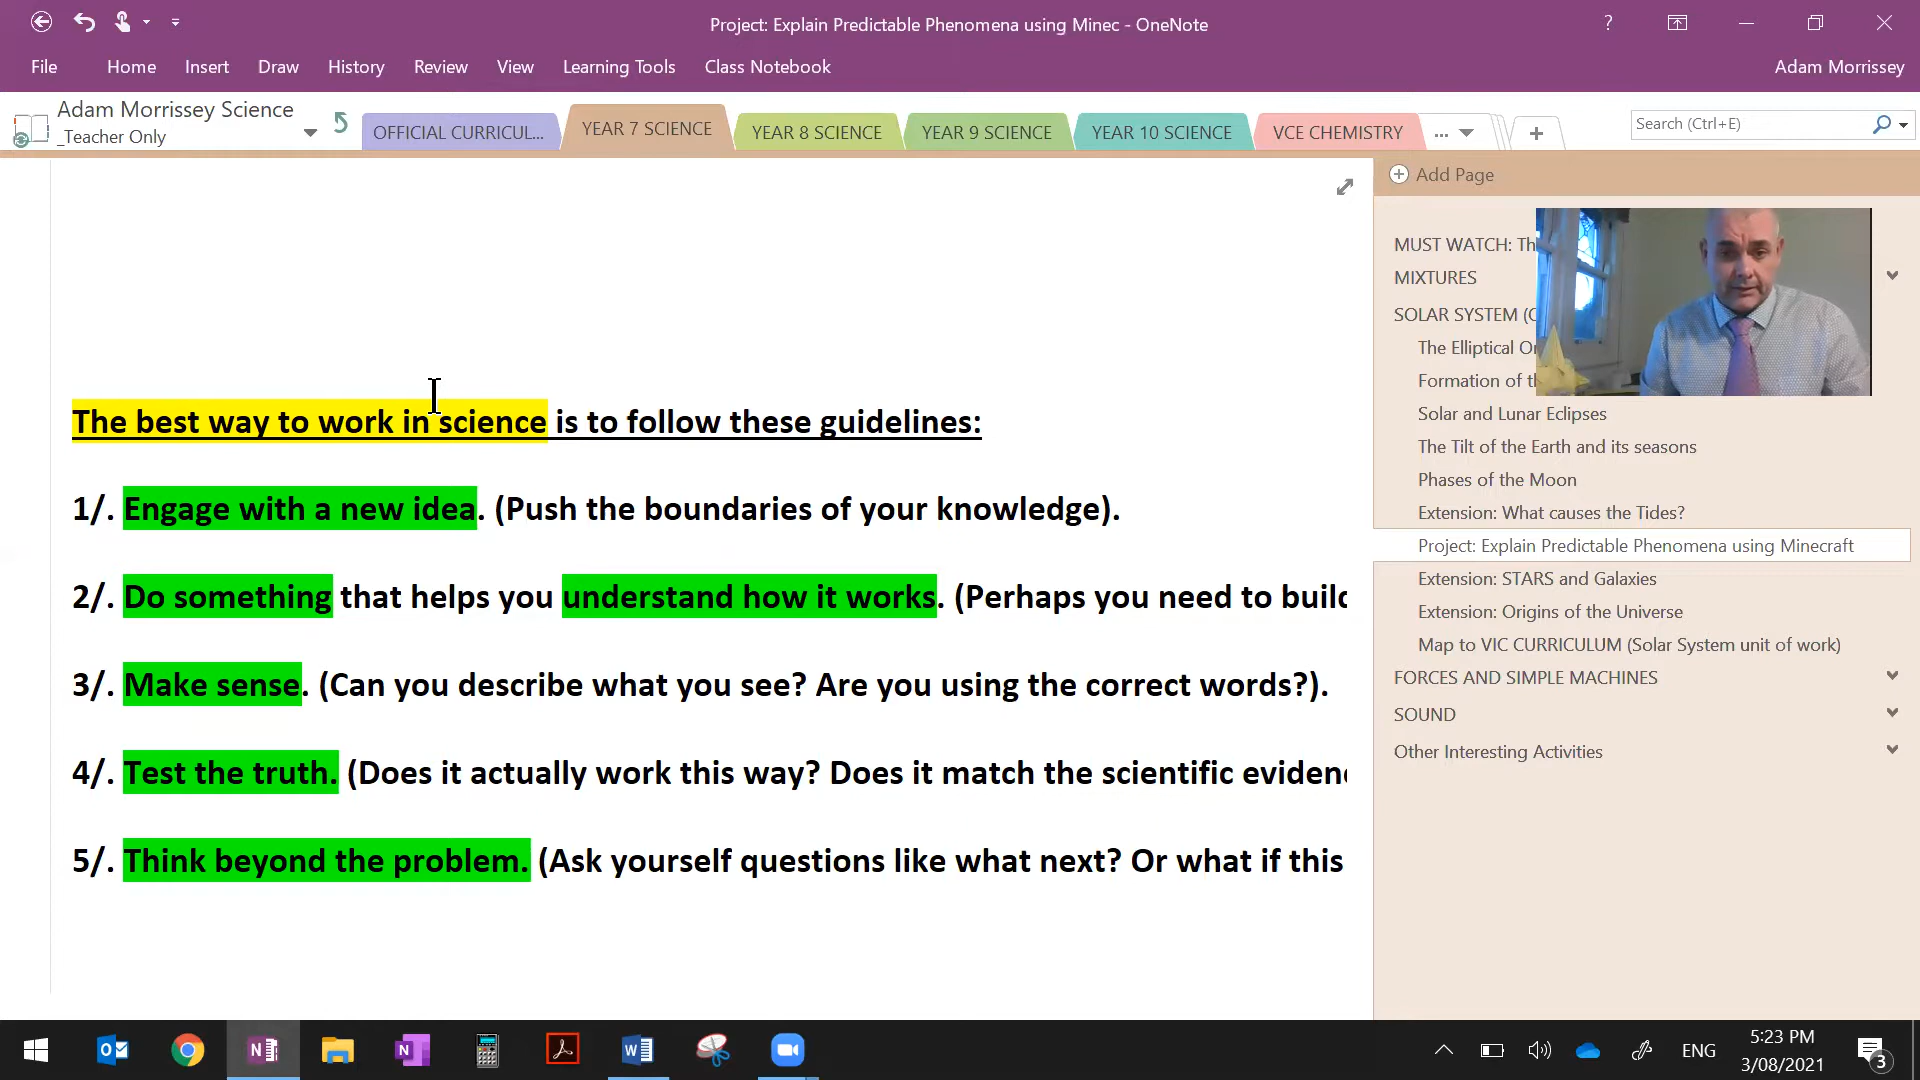 Project: Explain Predictable Phenomena using Minec - OneNote
?
File Home Insert Draw History Review View Learning Tools Class Notebook
Adam Morrissey
Adam Morrissey Science
_Teacher Only
OFFICIAL CURRICUL...
YEAR 7 SCIENCE
YEAR 8 SCIENCE
YEAR 9 SCIENCE
YEAR 10 SCIENCE
VCE CHEMISTRY
...
Search (Ctrl+E)
The best way to work in science is to follow these guidelines:
1/. Engage with a new idea. (Push the boundaries of your knowledge).
2/. Do something that helps you understand how it works. (Perhaps you need to
3/. Make sense. (Can you describe what you see? Are you using the correct words?).
4/. Test the truth. (Does it actually work this way? Does it match the scientific
5/. Think beyond the problem. (Ask yourself questions like what next? Or what if this
Add Page
MUST WATCH:
MIXTURES
SOLAR SYSTEM
The Elliptical
Formation of
Solar and Lunar Eclipses
The Tilt of the Earth and its seasons
Phases of the Moon
Extension: What causes the Tides?
Project: Explain Predictable Phenomena using Minecraft
Extension: STARS and Galaxies
Extension: Origins of the Universe
Map to VIC CURRICULUM (Solar System unit of work)
FORCES AND SIMPLE MACHINES
SOUND
Other Interesting Activities
ENG
5:23 PM
3/08/2021
3